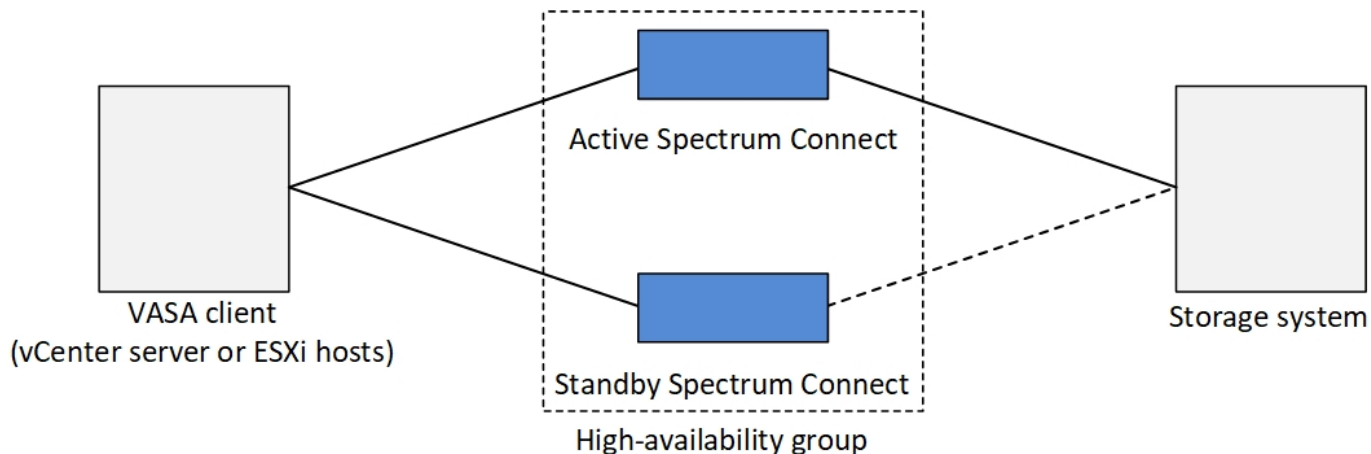 Active Spectrum Connect
VASA client
(vCenter server or ESXi hosts)
Storage system
Standby Spectrum Connect
High-availability group